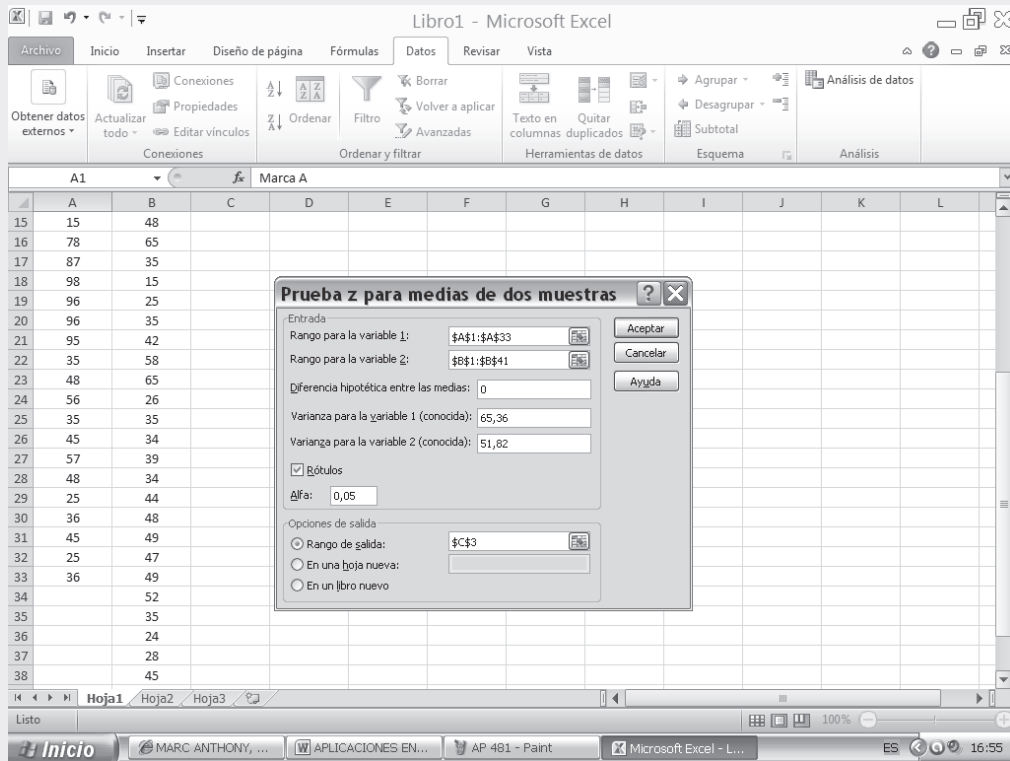 Libro1 - Microsoft Excel
Archivo Inicio Insertar Diseño de página Fórmulas Datos Revisar Vista
Obtener datos externos
Actualizar todo
Conexiones
Propiedades
Editar vínculos
Conexiones
Ordenar
Filtro
Borrar
Volver a aplicar
Avanzadas
Ordenar y filtrar
Texto en columnas
Quitar duplicados
Herramientas de datos
Agrupar
Desagrupar
Subtotal
Esquema
Análisis de datos
Análisis
A1 fx Marca A
A B C D E F G H I J K L
15 15 48
16 78 65
17 87 35
18 98 15
19 96 25
20 96 35
21 95 42
22 35 58
23 48 65
24 56 26
25 35 35
26 45 34
27 57 39
28 48 34
29 25 44
30 36 48
31 45 49
32 25 47
33 36 49
34 52
35 35
36 24
37 28
38 45
Prueba z para medias de dos muestras
Entrada
Rango para la variable 1: $A$1:$A$33
Rango para la variable 2: $B$1:$B$41
Diferencia hipotética entre las medias: 0
Varianza para la variable 1 (conocida): 65,36
Varianza para la variable 2 (conocida): 51,82
Rótulos
Alfa: 0,05
Opciones de salida
Rango de salida: $C$3
En una hoja nueva:
En un libro nuevo
Aceptar
Cancelar
Ayuda
Hoja1 Hoja2 Hoja3
Listo 100%
Inicio MARC ANTHONY, ... APLICACIONES EN... AP 481 - Paint Microsoft Excel - L... ES 16:55